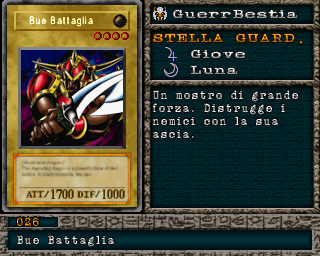 Bue Battaglia
ATT/1700 DIF/1000
GuerrBestia
STELLA GUARD.
Giove
Luna
Un mostro di grande
forza. Distrugge i
nemici con la sua
ascia.
026
Bue Battaglia